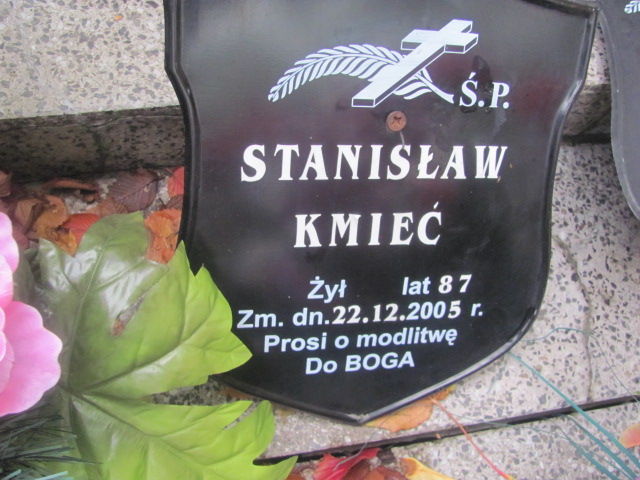 Ś.P.
STANISŁAW
KMIEĆ
Żył lat 87
Zm. dn. 22.12.2005 r.
Prosi o modlitwę
Do BOGA